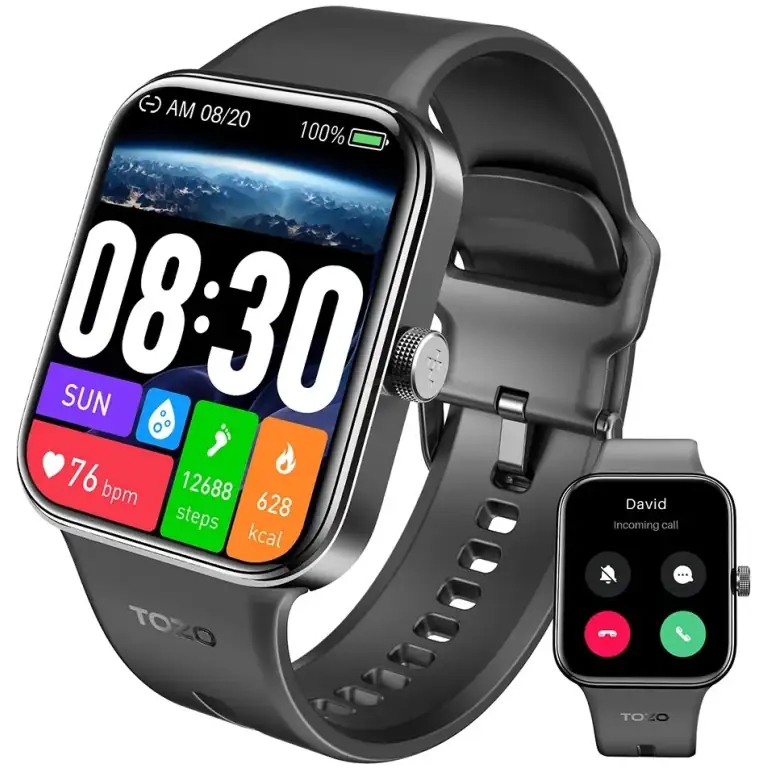 AM 08/20
100%
08:30
SUN
76 bpm
12688
steps
628
kcal
TOZO
David
Incoming call
TOZO